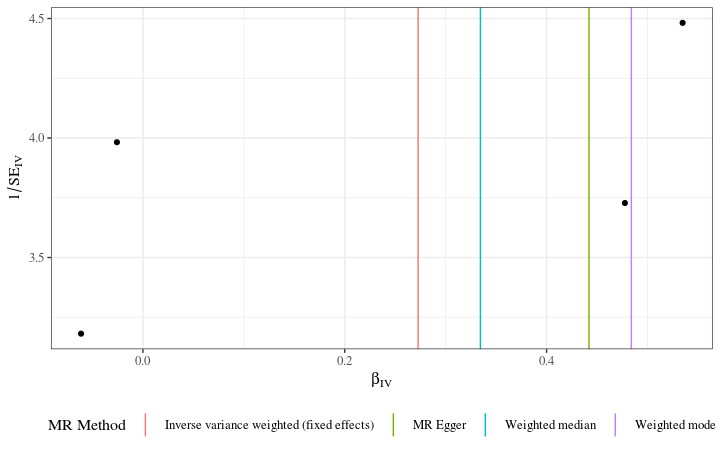 4.5
4.0
3.5
1/SE_IV
0.0 0.2 0.4
β_IV
MR Method Inverse variance weighted (fixed effects) MR Egger Weighted median Weighted mode